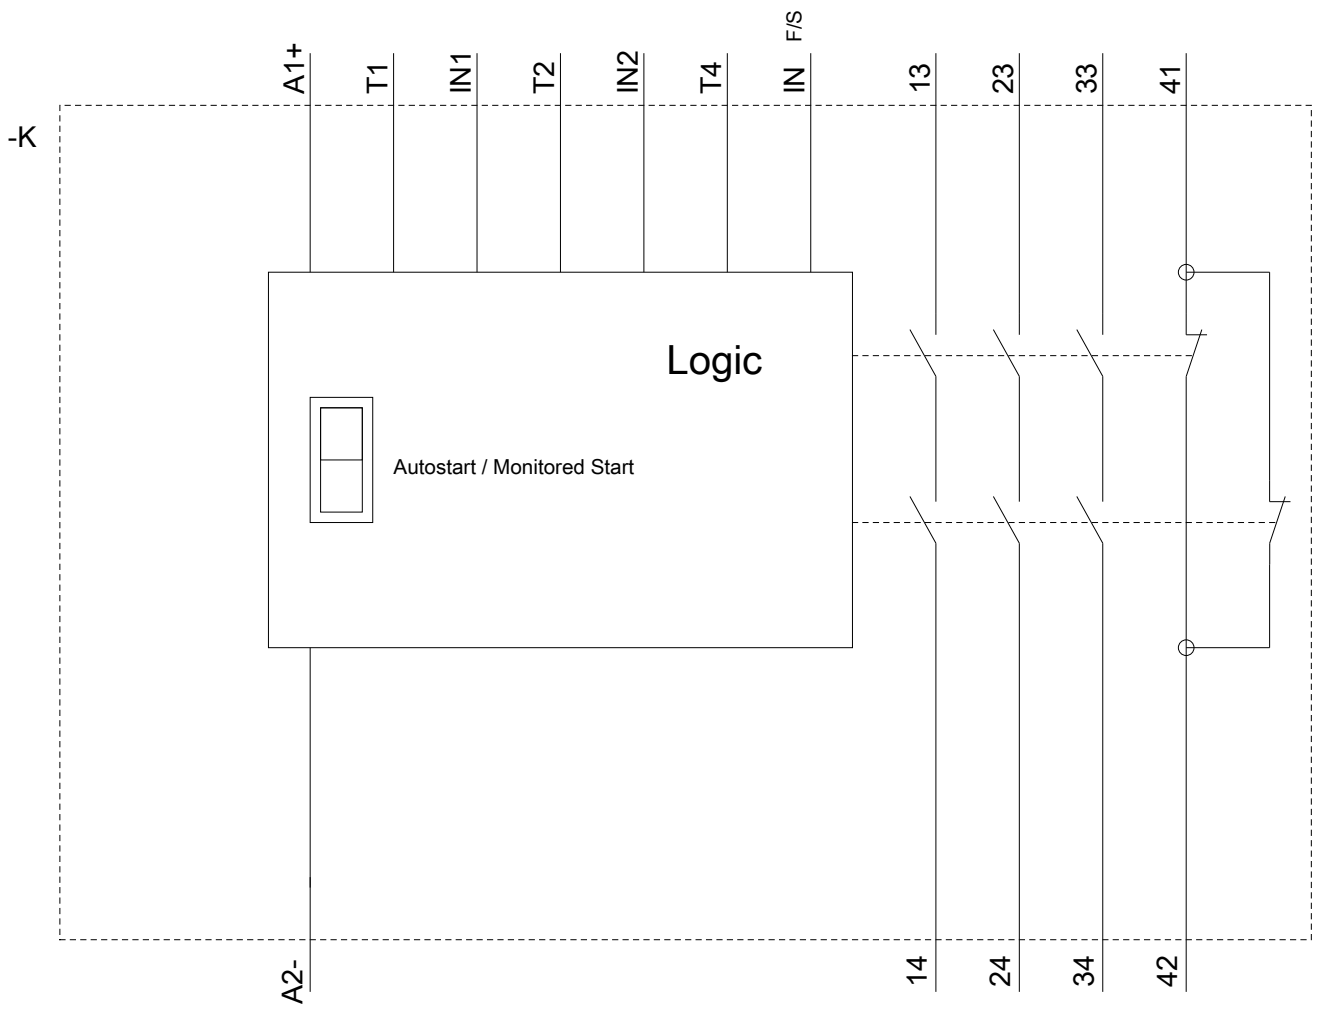 A1+
T1
IN1
T2
IN2
T4
IN F/S
13
23
33
41
-K
Logic
Autostart / Monitored Start
A2-
14
24
34
42